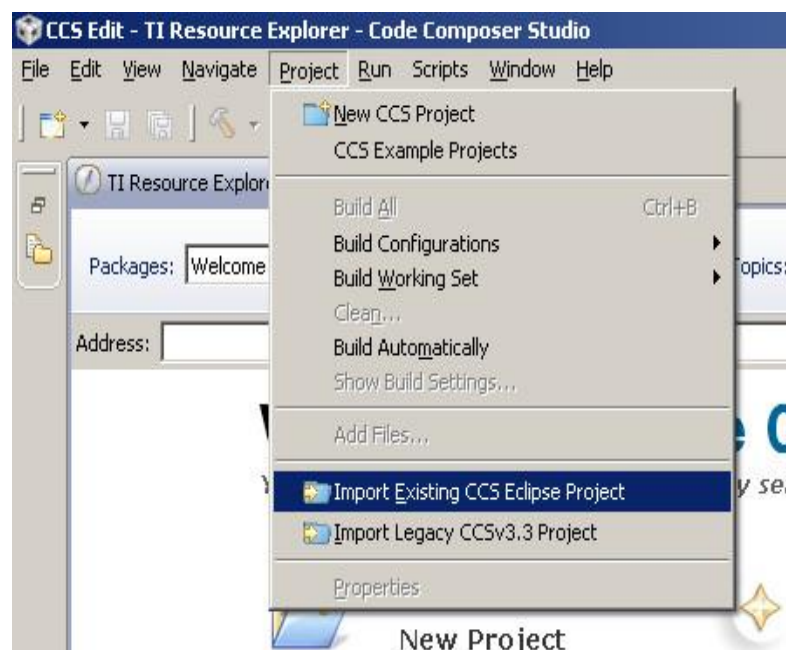 CCS Edit - TI Resource Explorer - Code Composer Studio
File Edit View Navigate Project Run Scripts Window Help
New CCS Project
CCS Example Projects
TI Resource Explor
Build All Ctrl+B
Build Configurations
Packages: Welcome opics:
Build Working Set
Clean...
Address:
Build Automatically
Show Build Settings...
Add Files...
Import Existing CCS Eclipse Project
y se
Import Legacy CCSv3.3 Project
Properties
New Project